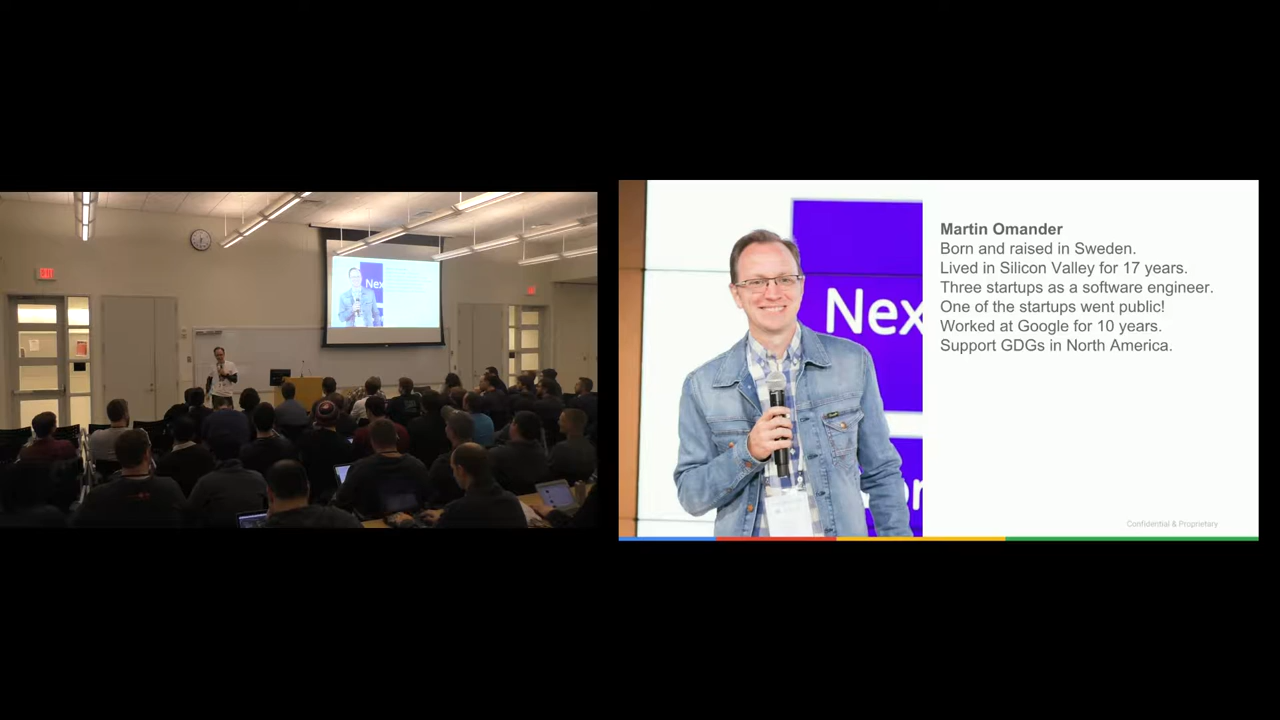 Nex
Martin Omander
Born and raised in Sweden.
Lived in Silicon Valley for 17 years.
Three startups as a software engineer.
One of the startups went public!
Worked at Google for 10 years.
Support GDGs in North America.
Confidential & Proprietary
Nex